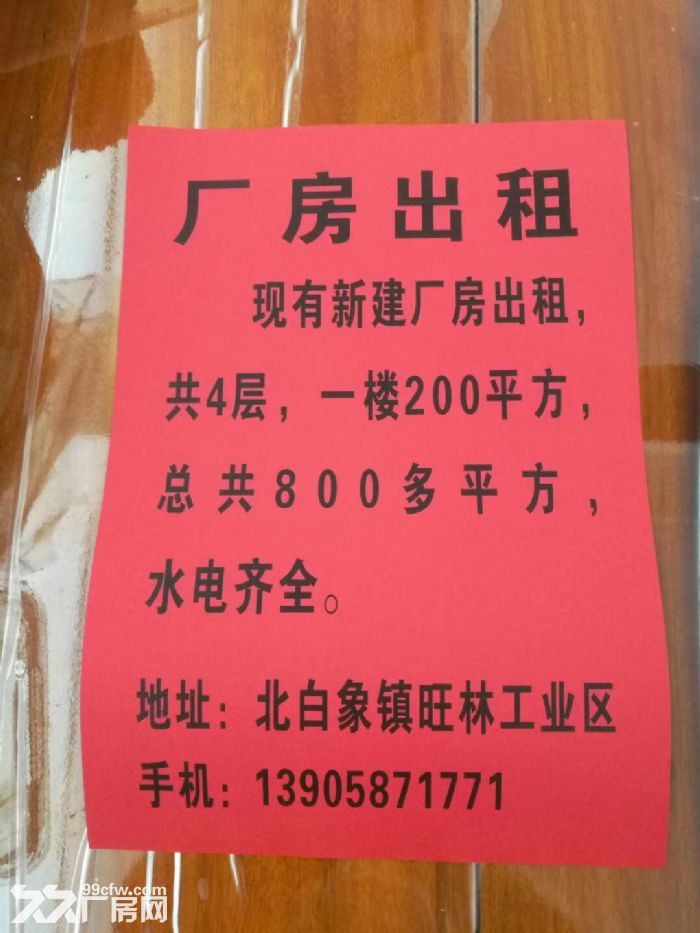 厂房出租
现有新建厂房出租，
共4层，一楼200平方，
总共800多平方，
水电齐全。
地址：北白象镇旺林工业区
手机：13905871771
99cfw.com
久久厂房网